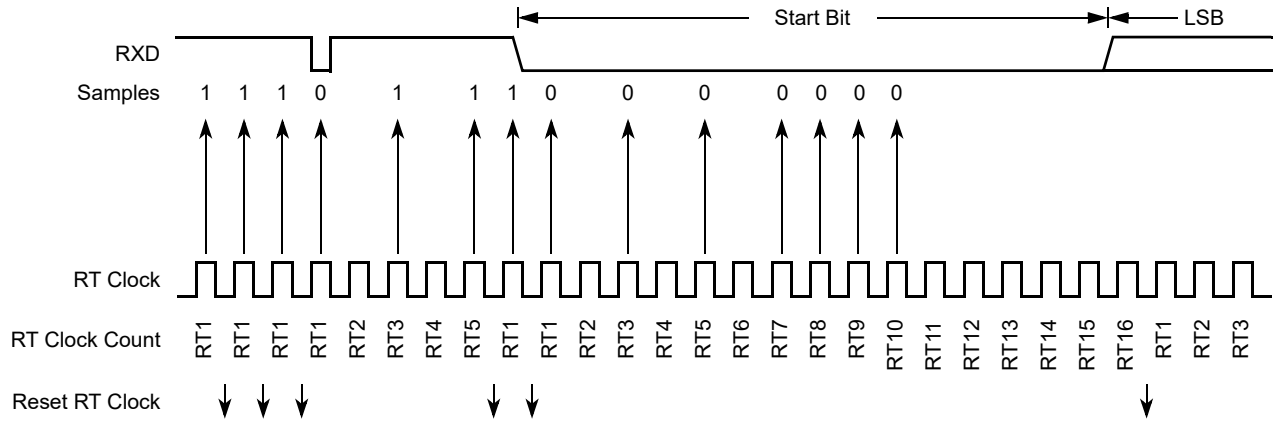 Start Bit LSB
RXD
Samples 1 1 1 0 1 1 1 0 0 0 0 0 0 0
RT Clock
RT Clock Count RT1 RT1 RT1 RT1 RT2 RT3 RT4 RT5 RT1 RT1 RT2 RT3 RT4 RT5 RT6 RT7 RT8 RT9 RT10 RT11 RT12 RT13 RT14 RT15 RT16 RT1 RT2 RT3
Reset RT Clock